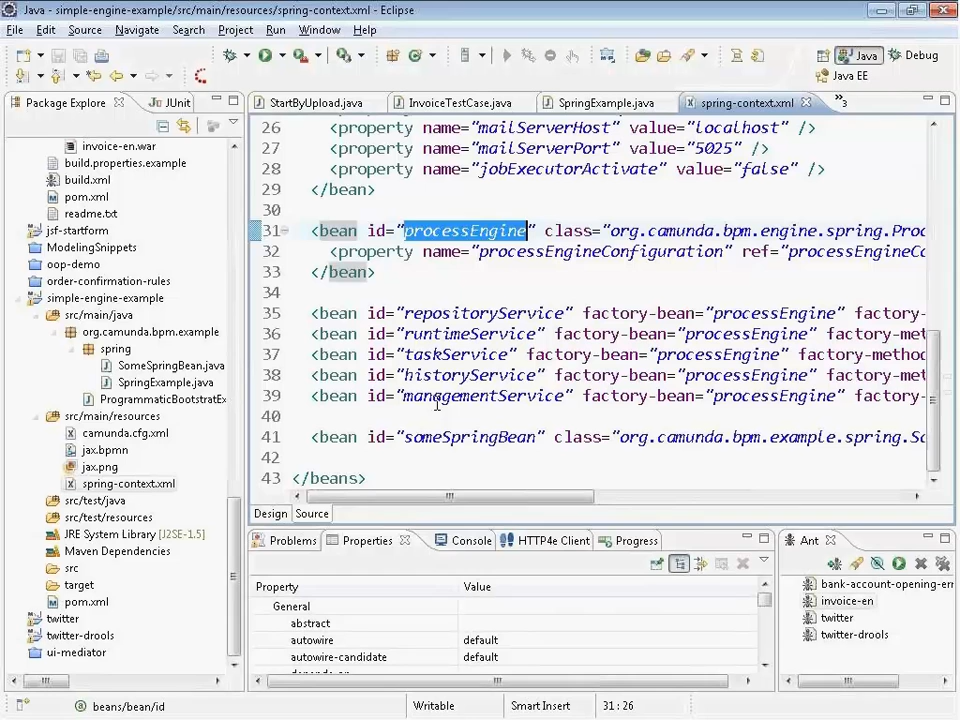 Java - simple-engine-example/src/main/resources/spring-context.xml - Eclipse
File Edit Source Navigate Search Project Run Window Help
Java Debug
Java EE
Package Explorer JUnit
StartByUpload.java InvoiceTestCase.java SpringExample.java spring-context.xml »3
invoice-en.war
build.properties.example
build.xml
pom.xml
readme.txt
jsf-startform
ModelingSnippets
oop-demo
order-confirmation-rules
simple-engine-example
src/main/java
org.camunda.bpm.example
spring
SomeSpringBean.java
SpringExample.java
ProgrammaticBootstratEx
src/main/resources
camunda.cfg.xml
jax.bpmn
jax.png
spring-context.xml
src/test/java
src/test/resources
JRE System Library [J2SE-1.5]
Maven Dependencies
src
target
pom.xml
twitter
twitter-drools
ui-mediator
26 <property name="mailServerHost" value="localhost" />
27 <property name="mailServerPort" value="5025" />
28 <property name="jobExecutorActivate" value="false" />
29 </bean>
30
31 <bean id="processEngine" class="org.camunda.bpm.engine.spring.Proc
32 <property name="processEngineConfiguration" ref="processEngineCo
33 </bean>
34
35 <bean id="repositoryService" factory-bean="processEngine" factory-
36 <bean id="runtimeService" factory-bean="processEngine" factory-met
37 <bean id="taskService" factory-bean="processEngine" factory-method
38 <bean id="historyService" factory-bean="processEngine" factory-met
39 <bean id="managementService" factory-bean="processEngine" factory-
40
41 <bean id="someSpringBean" class="org.camunda.bpm.example.spring.So
42
43 </beans>
Design Source
Problems Properties Console HTTP4e Client Progress
Property Value
General
abstract
autowire default
autowire-candidate default
Ant
bank-account-opening-em
invoice-en
twitter
twitter-drools
beans/bean/id Writable Smart Insert 31 : 26